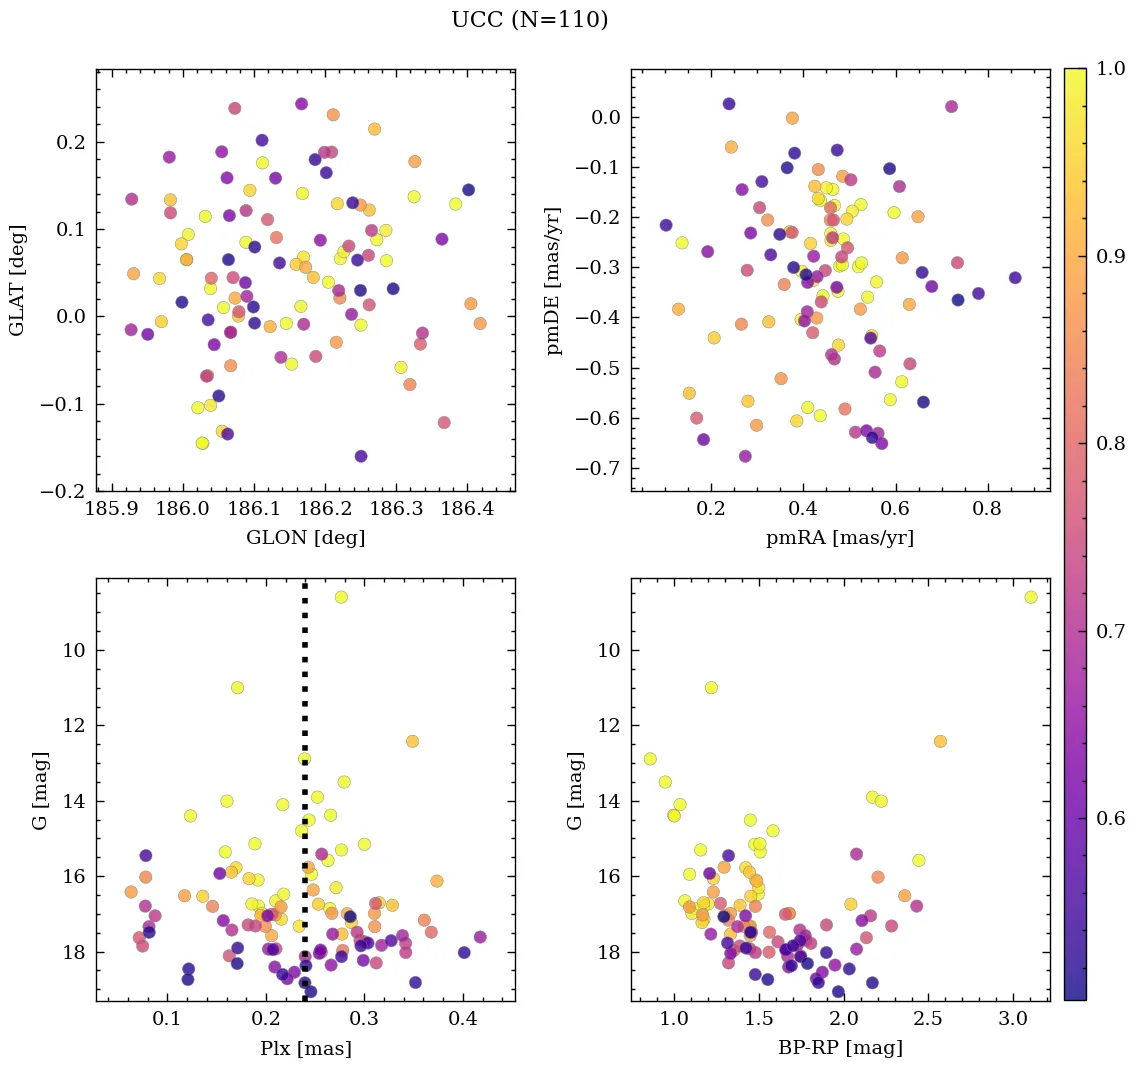 UCC (N=110)
0.2
0.1
0.0
−0.1
−0.2
GLAT [deg]
185.9 186.0 186.1 186.2 186.3 186.4
GLON [deg]
0.0
−0.1
−0.2
−0.3
−0.4
−0.5
−0.6
−0.7
pmDE [mas/yr]
0.2 0.4 0.6 0.8
pmRA [mas/yr]
10
12
14
16
18
G [mag]
0.1 0.2 0.3 0.4
Plx [mas]
10
12
14
16
18
G [mag]
1.0 1.5 2.0 2.5 3.0
BP-RP [mag]
1.0
0.9
0.8
0.7
0.6